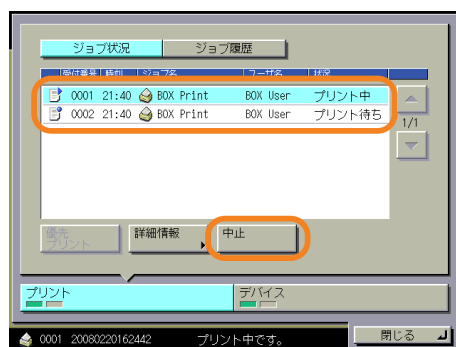 ジョブ状況 ジョブ履歴
受付番号 時刻 ジョブ名 ユーザ名 状況
0001 21:40 BOX Print BOX User プリント中
0002 21:40 BOX Print BOX User プリント待ち
1/1
優先プリント 詳細情報 中止
プリント デバイス
0001 20080220162442 プリント中です。 閉じる